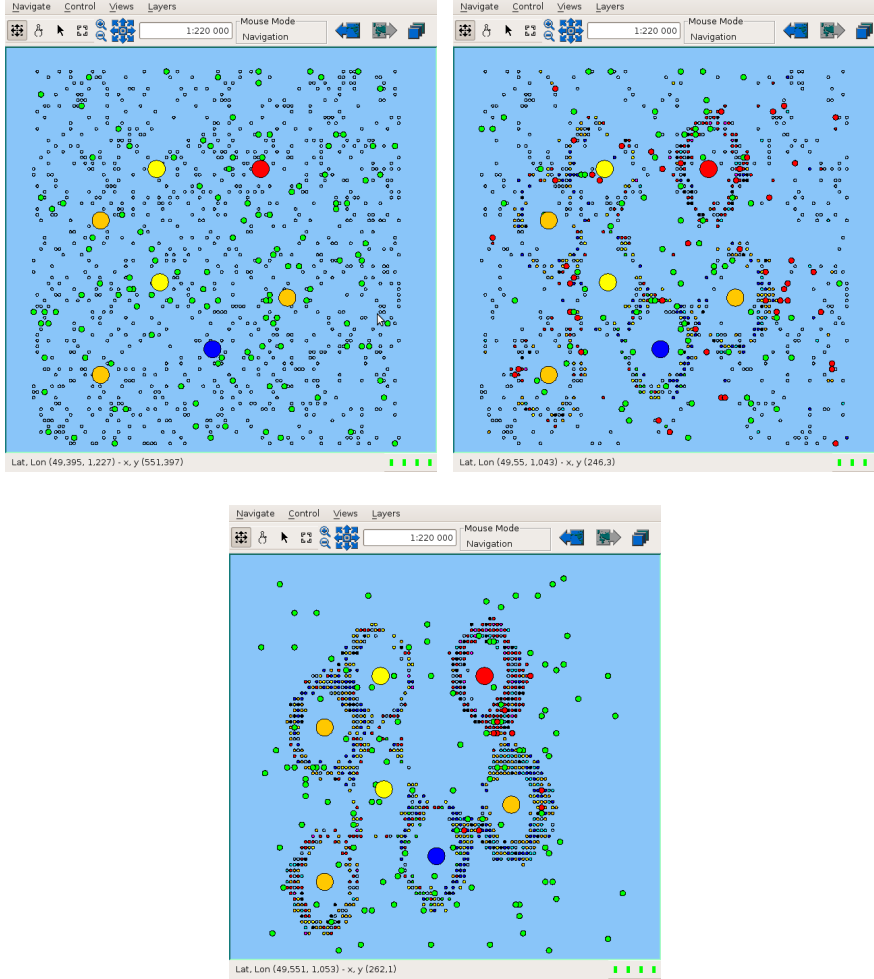 Navigate Control Views Layers
1:220 000
Mouse Mode
Navigation
Lat, Lon (49,395, 1,227) - x, y (551,397)
Navigate Control Views Layers
1:220 000
Mouse Mode
Navigation
Lat, Lon (49,55, 1,043) - x, y (246,3)
Navigate Control Views Layers
1:220 000
Mouse Mode
Navigation
Lat, Lon (49,551, 1,053) - x, y (262,1)